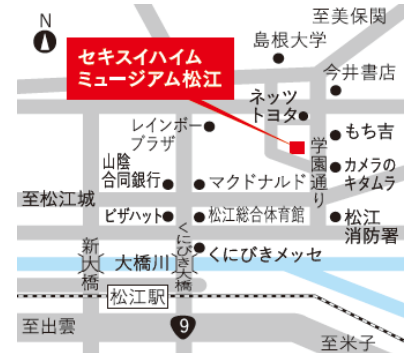 N
至美保関
島根大学
セキスイハイム
ミュージアム松江
今井書店
ネッツ
トヨタ
レインボー
プラザ
もち吉
学園通り
山陰
合同銀行
マクドナルド
カメラの
キタムラ
至松江城
ピザハット
松江総合体育館
松江
消防署
くにびきメッセ
新大橋
大橋川
くにびき大橋
松江駅
9
至出雲
至米子